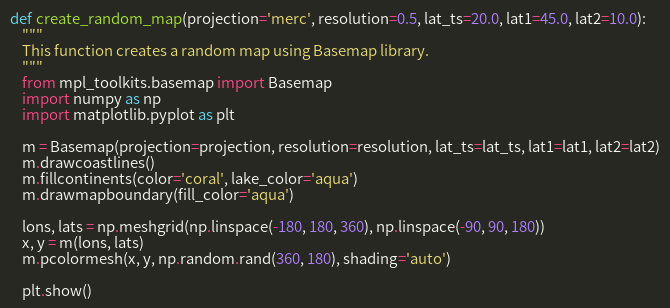 def create_random_map(projection='merc', resolution=0.5, lat_ts=20.0, lat1=45.0, lat2=10.0):
    """
    This function creates a random map using Basemap library.
    """
    from mpl_toolkits.basemap import Basemap
    import numpy as np
    import matplotlib.pyplot as plt

    m = Basemap(projection=projection, resolution=resolution, lat_ts=lat_ts, lat1=lat1, lat2=lat2)
    m.drawcoastlines()
    m.fillcontinents(color='coral', lake_color='aqua')
    m.drawmapboundary(fill_color='aqua')

    lons, lats = np.meshgrid(np.linspace(-180, 180, 360), np.linspace(-90, 90, 180))
    x, y = m(lons, lats)
    m.pcolormesh(x, y, np.random.rand(360, 180), shading='auto')

    plt.show()